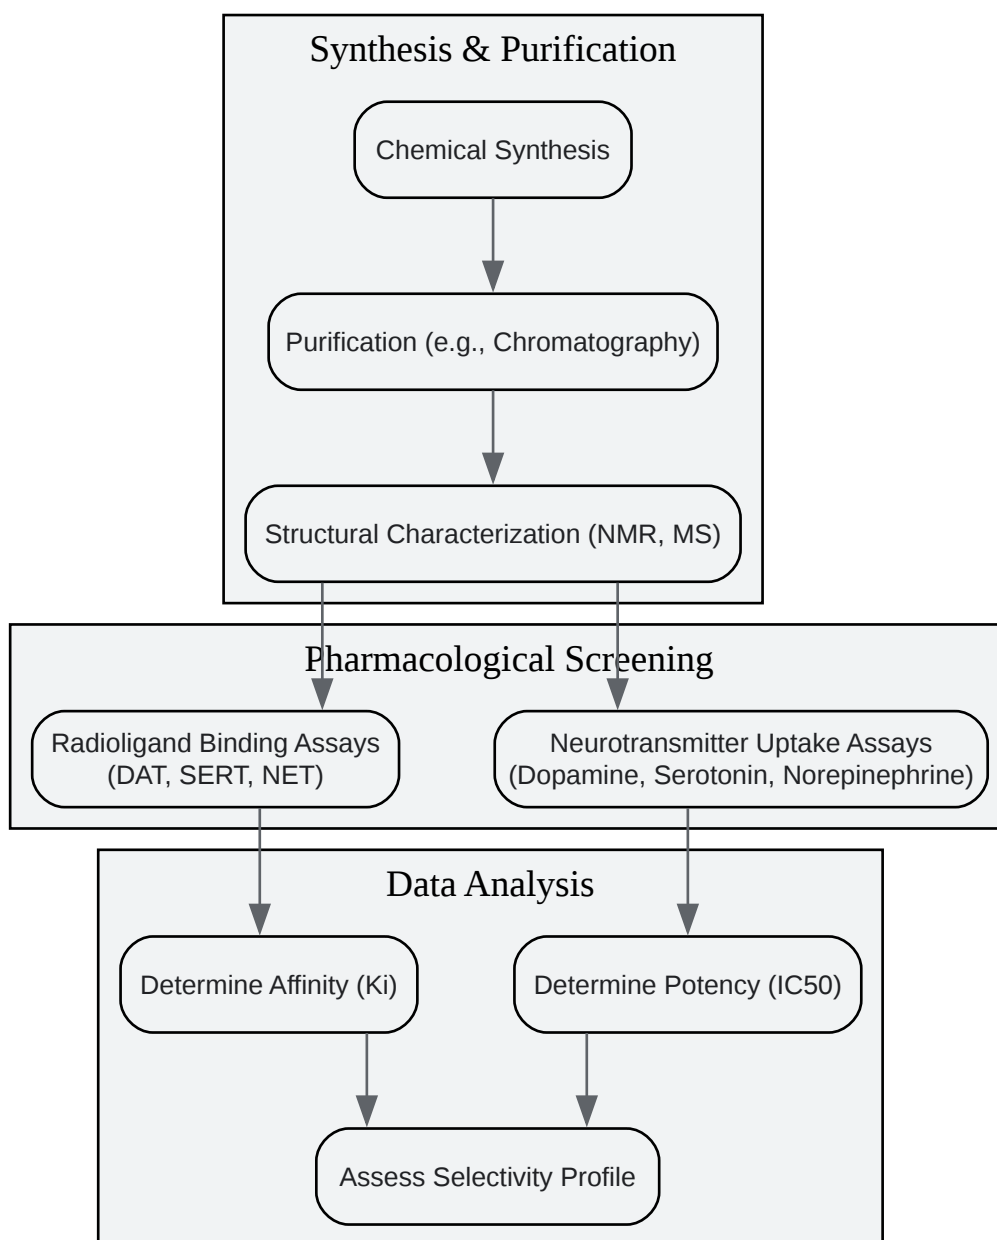 Synthesis & Purification
Chemical Synthesis
Purification (e.g., Chromatography)
Structural Characterization (NMR, MS)
Pharmacological Screening
Radioligand Binding Assays
(DAT, SERT, NET)
Neurotransmitter Uptake Assays
(Dopamine, Serotonin, Norepinephrine)
Data Analysis
Determine Affinity (Ki)
Determine Potency (IC50)
Assess Selectivity Profile